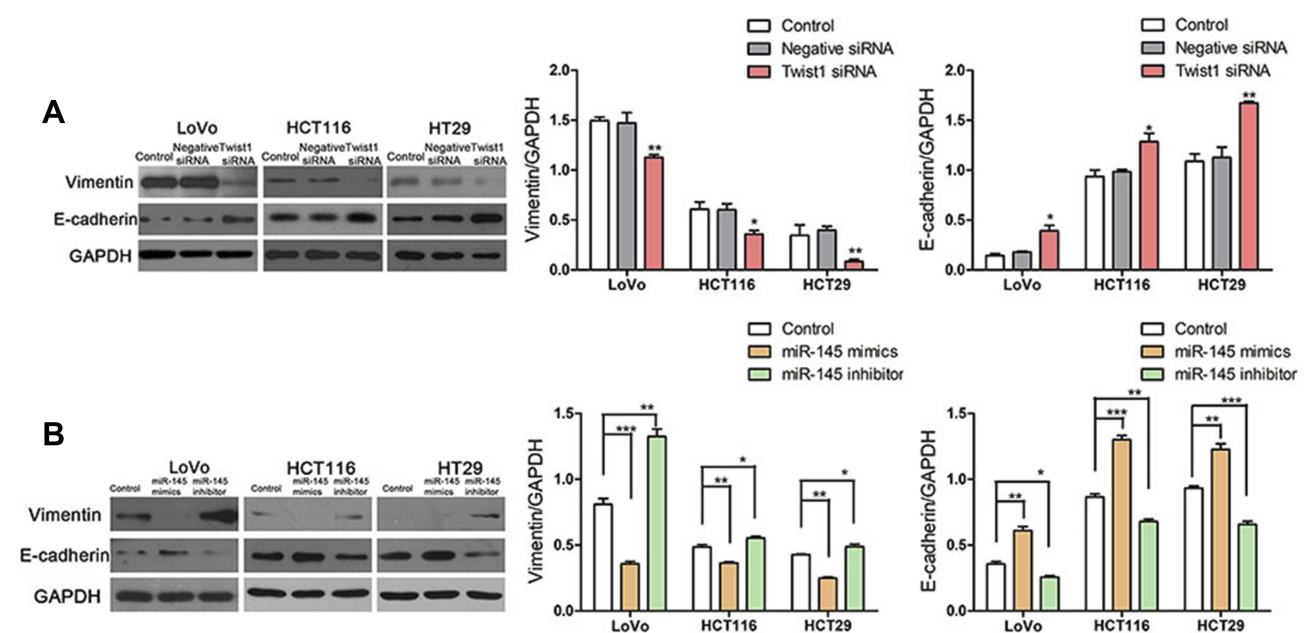 A
LoVo HCT116 HT29
Control Negative siRNA Twist1 siRNA Control Negative siRNA Twist1 siRNA Control Negative siRNA Twist1 siRNA
Vimentin
E-cadherin
GAPDH
Control
Negative siRNA
Twist1 siRNA
Vimentin/GAPDH
2.0
1.5
1.0
0.5
0.0
** * **
LoVo HCT116 HCT29
Control
Negative siRNA
Twist1 siRNA
E-cadherin/GAPDH
2.0
1.5
1.0
0.5
0.0
* * **
LoVo HCT116 HCT29
B
LoVo HCT116 HT29
Control miR-145 mimics miR-145 inhibitor Control miR-145 mimics miR-145 inhibitor Control miR-145 mimics miR-145 inhibitor
Vimentin
E-cadherin
GAPDH
Control
miR-145 mimics
miR-145 inhibitor
Vimentin/GAPDH
1.5
1.0
0.5
0.0
*** ** ** * ** *
LoVo HCT116 HCT29
Control
miR-145 mimics
miR-145 inhibitor
E-cadherin/GAPDH
1.5
1.0
0.5
0.0
** * *** ** ** ***
LoVo HCT116 HCT29